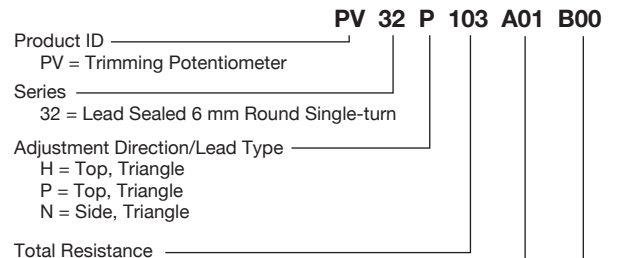 PV 32 P 103 A01 B00
Product ID
PV = Trimming Potentiometer
Series
32 = Lead Sealed 6 mm Round Single-turn
Adjustment Direction/Lead Type
H = Top, Triangle
P = Top, Triangle
N = Side, Triangle
Total Resistance